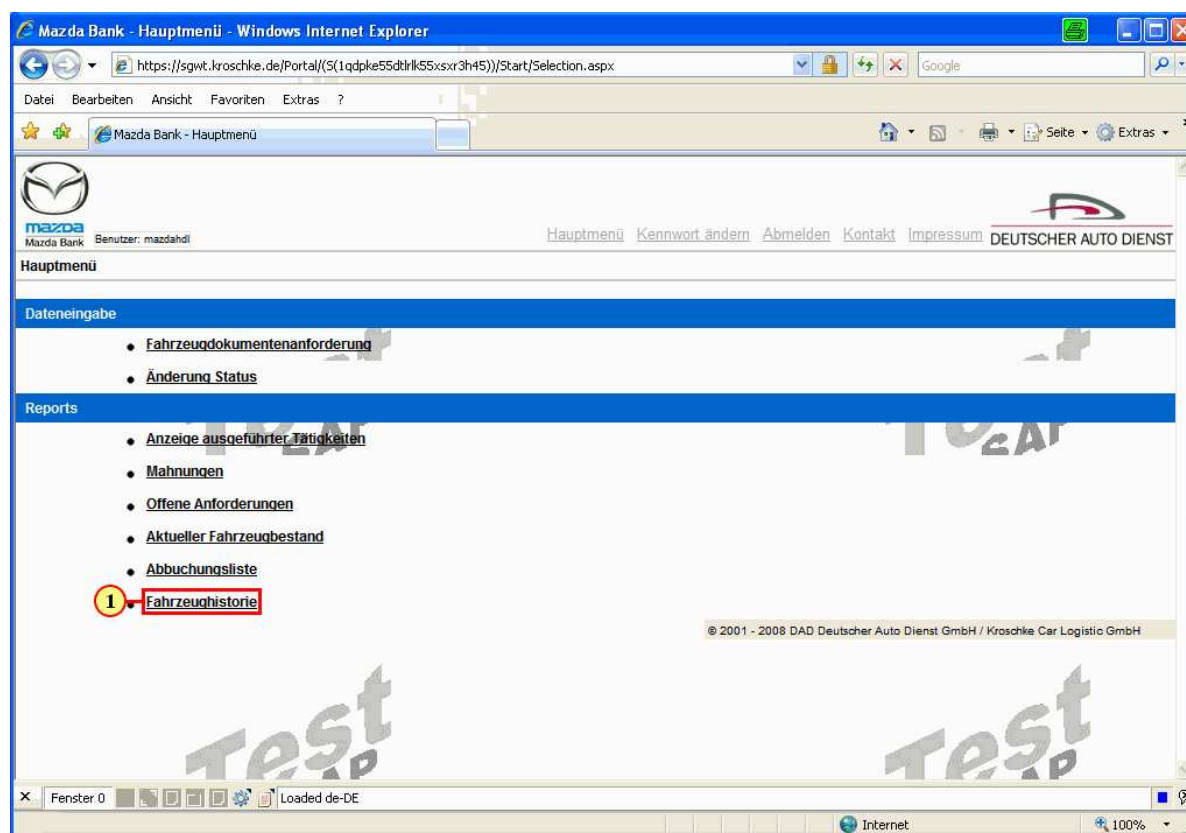 Mazda Bank - Hauptmenü - Windows Internet Explorer
https://sgwt.kroschke.de/Portal/(S(1qdpke55dtlrlk55xsxr3h45))/Start/Selection.aspx
Google
Datei Bearbeiten Ansicht Favoriten Extras ?
Mazda Bank - Hauptmenü
Seite Extras
mazda
Mazda Bank Benutzer: mazdahdl
Hauptmenü Kennwort ändern Abmelden Kontakt Impressum DEUTSCHER AUTO DIENST
Hauptmenü
Dateneingabe
Fahrzeugdokumentenanforderung
Änderung Status
Reports
Anzeige ausgeführter Tätigkeiten
Mahnungen
Offene Anforderungen
Aktueller Fahrzeugbestand
Abbuchungsliste
1 Fahrzeughistorie
© 2001 - 2008 DAD Deutscher Auto Dienst GmbH / Kroschke Car Logistic GmbH
Test Test
Fenster 0 Loaded de-DE
Internet 100%